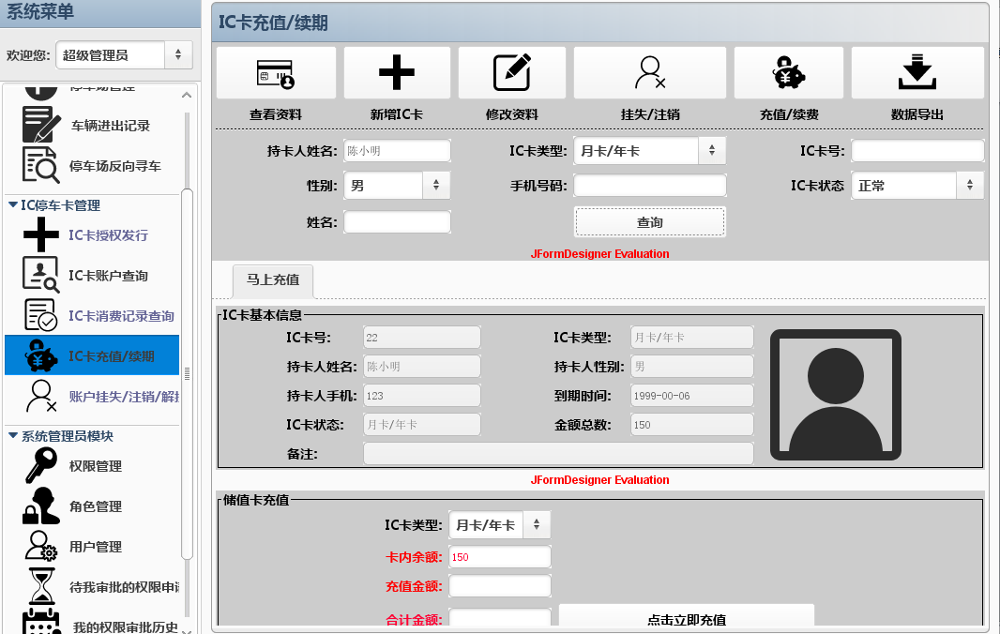 系统菜单
欢迎您: 超级管理员
停车场管理
车辆进出记录
停车场反向寻车
IC停车卡管理
IC卡授权发行
IC卡账户查询
IC卡消费记录查询
IC卡充值/续期
账户挂失/注销/解挂
系统管理员模块
权限管理
角色管理
用户管理
待我审批的权限申请
我的权限审批历史
IC卡充值/续期
查看资料 新增IC卡 修改资料 挂失/注销 充值/续费 数据导出
持卡人姓名: 陈小明 IC卡类型: 月卡/年卡 IC卡号:
性别: 男 手机号码: IC卡状态 正常
姓名: 查询
JFormDesigner Evaluation
马上充值
IC卡基本信息
IC卡号: 22 IC卡类型: 月卡/年卡
持卡人姓名: 陈小明 持卡人性别: 男
持卡人手机: 123 到期时间: 1999-00-06
IC卡状态: 月卡/年卡 金额总数: 150
备注:
JFormDesigner Evaluation
储值卡充值
IC卡类型: 月卡/年卡
卡内余额: 150
充值金额:
合计金额: 点击立即充值